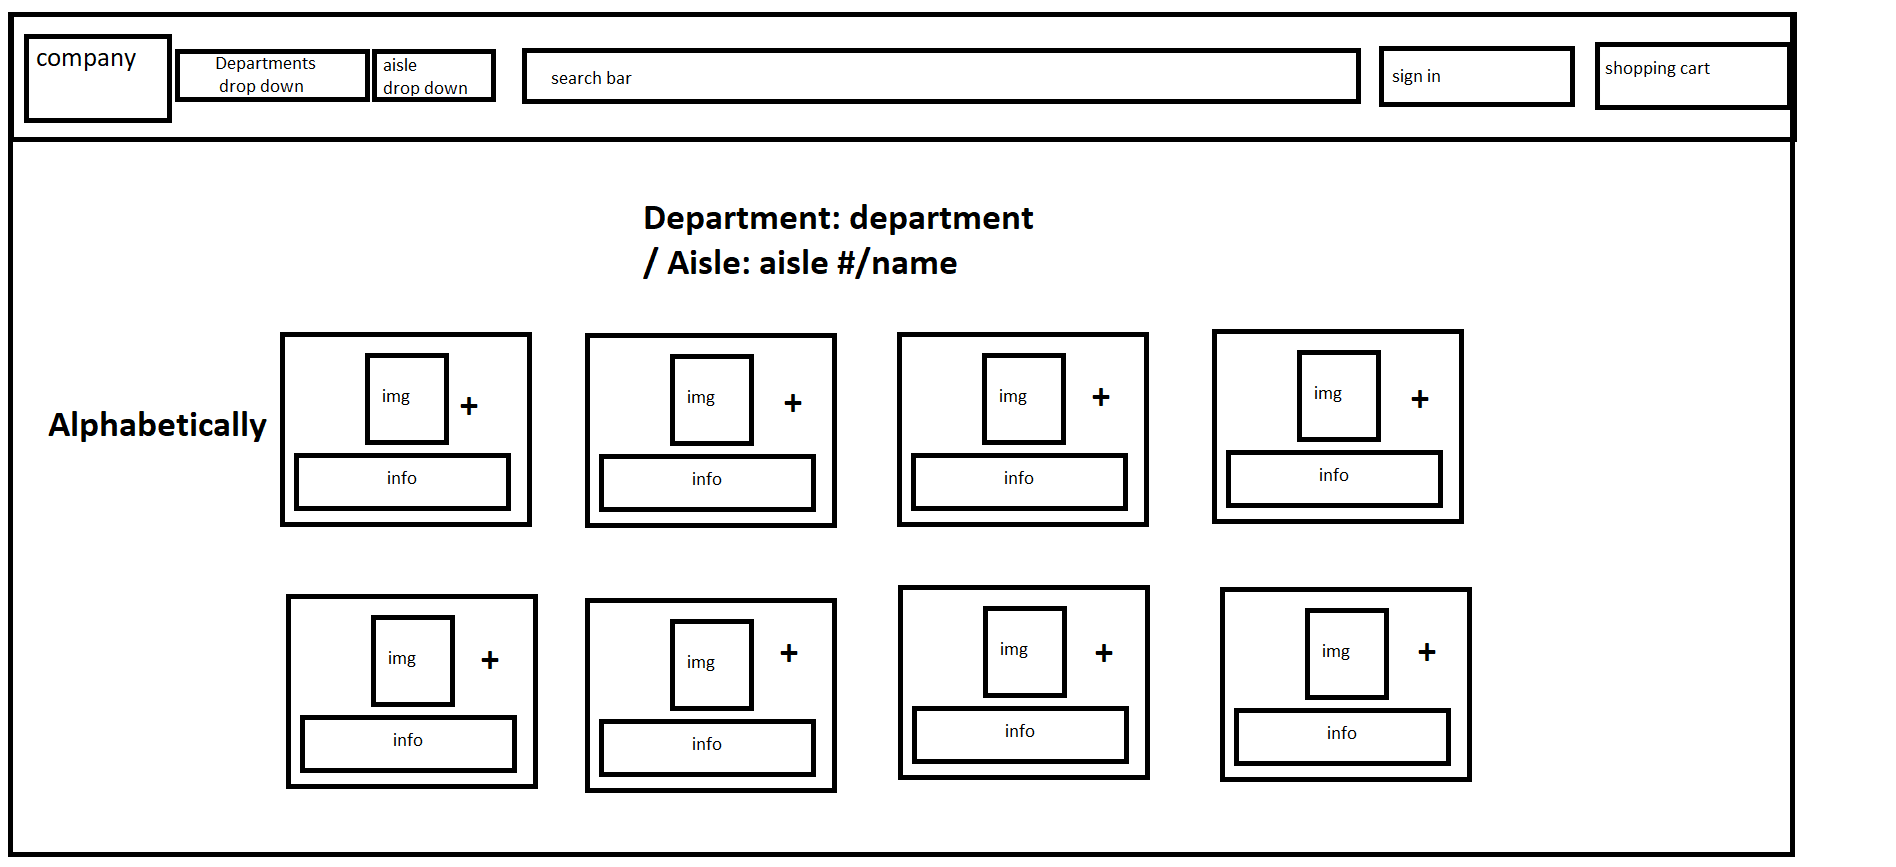 company
Departments
drop down
aisle
drop down
search bar
sign in
shopping cart
Department: department
/ Aisle: aisle #/name
Alphabetically
img
+
info
img
+
info
img
+
info
img
+
info
img
+
info
img
+
info
img
+
info
img
+
info